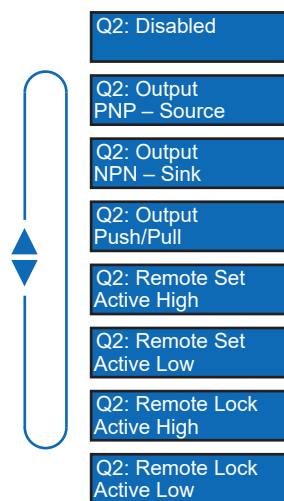 Q2: Disabled
Q2: Output
PNP – Source
Q2: Output
NPN – Sink
Q2: Output
Push/Pull
Q2: Remote Set
Active High
Q2: Remote Set
Active Low
Q2: Remote Lock
Active High
Q2: Remote Lock
Active Low